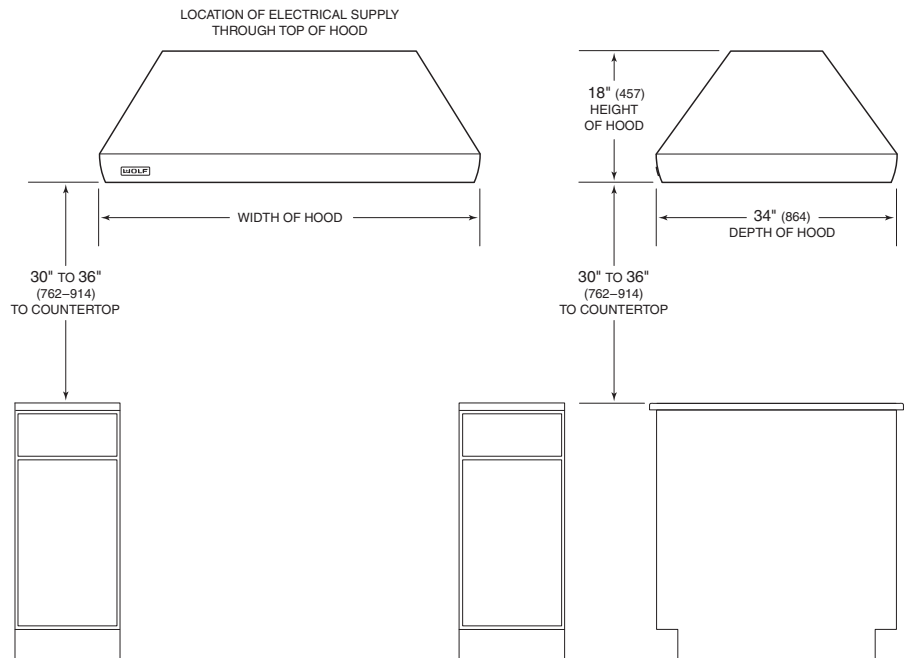 LOCATION OF ELECTRICAL SUPPLY
THROUGH TOP OF HOOD
18" (457)
HEIGHT
OF HOOD
WOLF
WIDTH OF HOOD
34" (864)
DEPTH OF HOOD
30" TO 36"
(762–914)
TO COUNTERTOP
30" TO 36"
(762–914)
TO COUNTERTOP